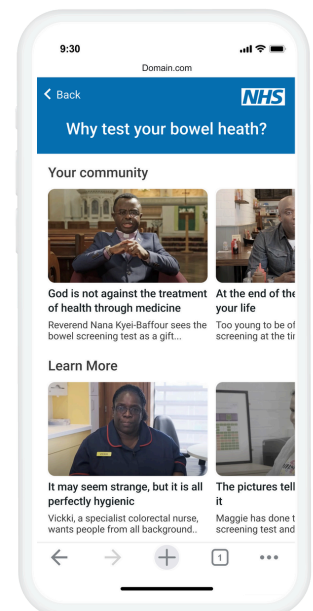 9:30
Domain.com
Back
NHS
Why test your bowel heath?
Your community
God is not against the treatment
of health through medicine
Reverend Nana Kyei-Baffour sees the
bowel screening test as a gift...
At the end of the
your life
Too young to be of
screening at the tir
Learn More
It may seem strange, but it is all
perfectly hygienic
Vickki, a specialist colorectal nurse,
wants people from all background..
The pictures tell
it
Maggie has done t
screening test and
1